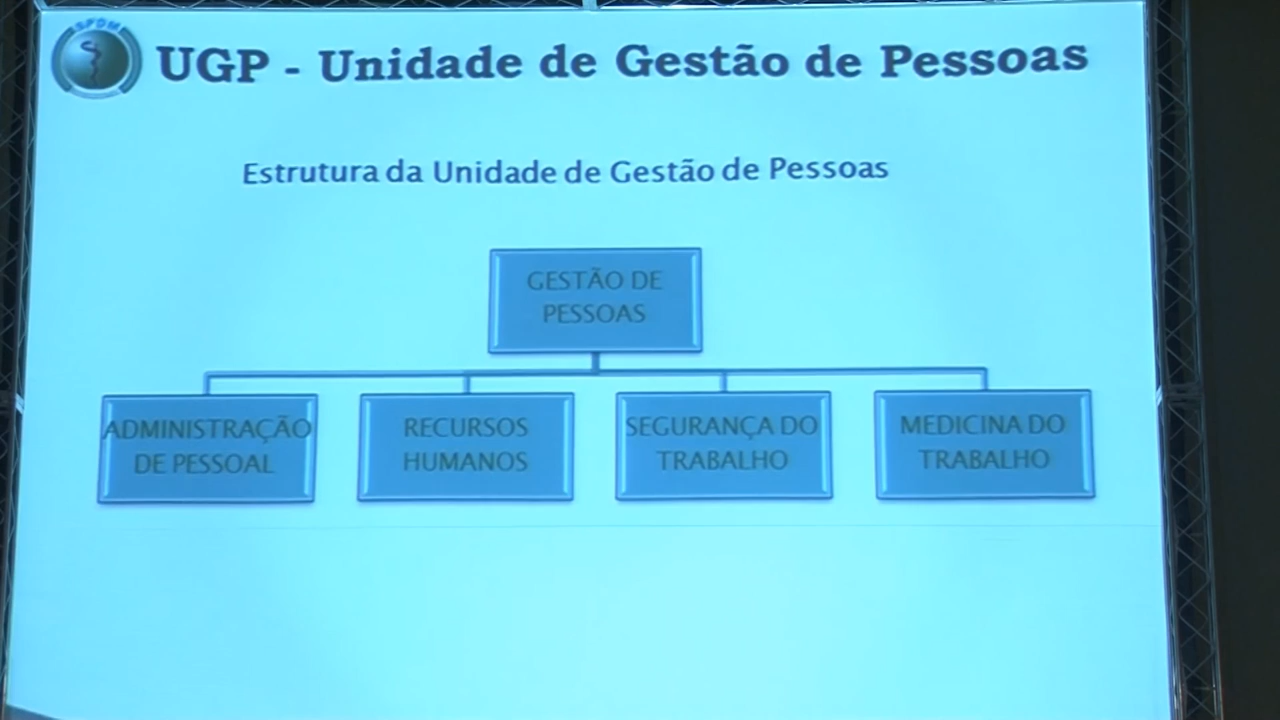 SPDM
UGP - Unidade de Gestão de Pessoas
Estrutura da Unidade de Gestão de Pessoas
GESTÃO DE
PESSOAS
ADMINISTRAÇÃO
DE PESSOAL
RECURSOS
HUMANOS
SEGURANÇA DO
TRABALHO
MEDICINA DO
TRABALHO